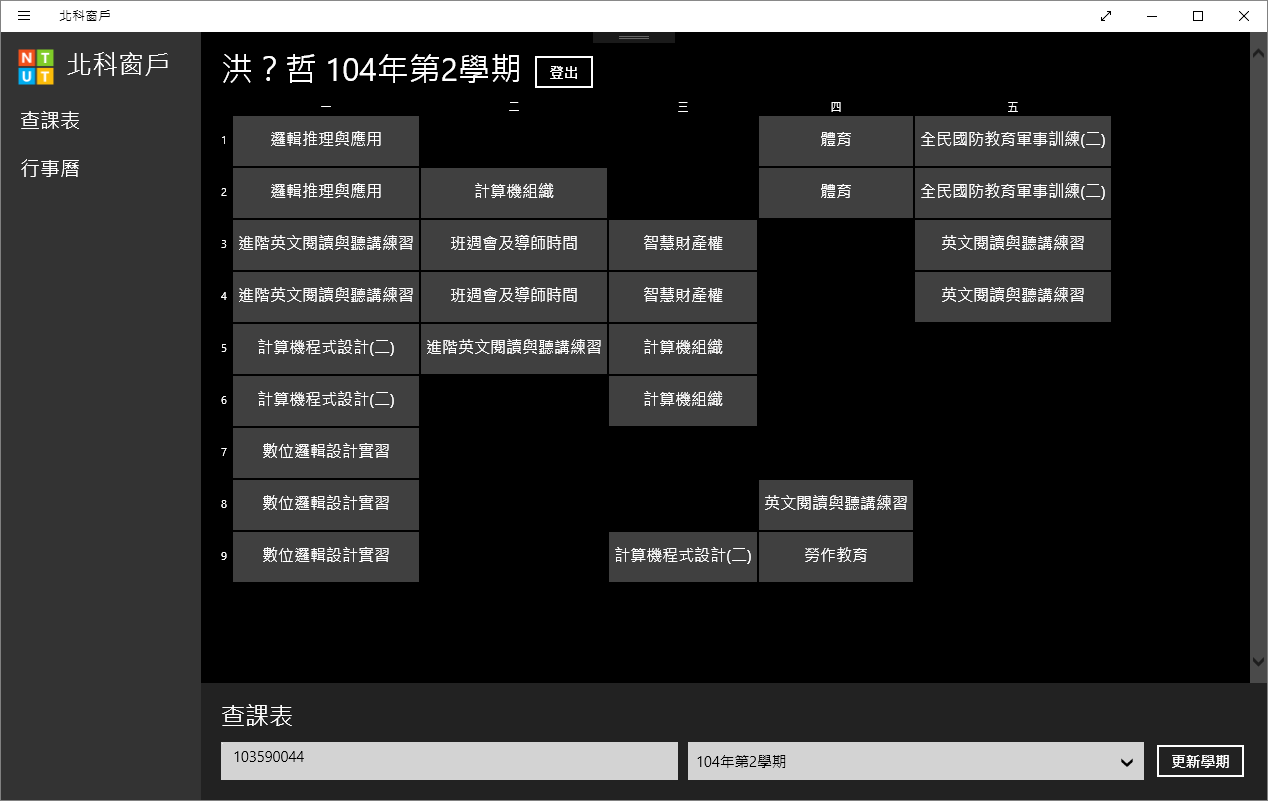 北科窗戶
NT
UT
北科窗戶
查課表
行事曆
洪？哲 104年第2學期 登出
一 二 三 四 五
1 邏輯推理與應用 體育 全民國防教育軍事訓練(二)
2 邏輯推理與應用 計算機組織 體育 全民國防教育軍事訓練(二)
3 進階英文閱讀與聽講練習 班週會及導師時間 智慧財產權 英文閱讀與聽講練習
4 進階英文閱讀與聽講練習 班週會及導師時間 智慧財產權 英文閱讀與聽講練習
5 計算機程式設計(二) 進階英文閱讀與聽講練習 計算機組織
6 計算機程式設計(二) 計算機組織
7 數位邏輯設計實習
8 數位邏輯設計實習 英文閱讀與聽講練習
9 數位邏輯設計實習 計算機程式設計(二) 勞作教育
查課表
103590044 104年第2學期 更新學期